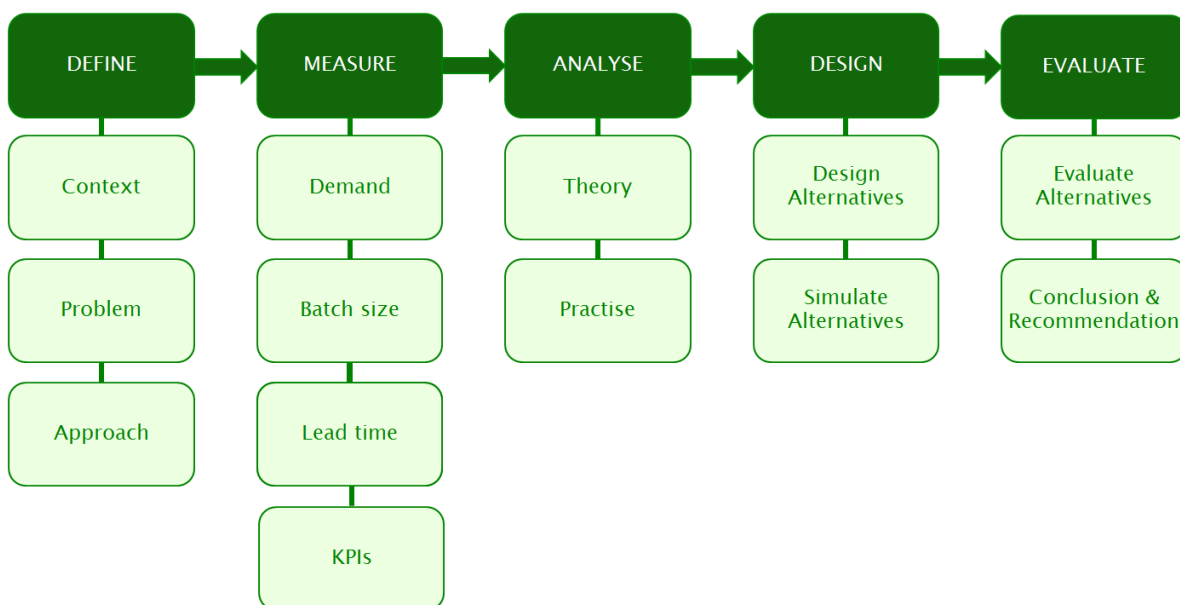 DEFINE
MEASURE
ANALYSE
DESIGN
EVALUATE
Context
Demand
Theory
Design
Alternatives
Evaluate
Alternatives
Problem
Batch size
Practise
Simulate
Alternatives
Conclusion &
Recommendation
Approach
Lead time
KPIs